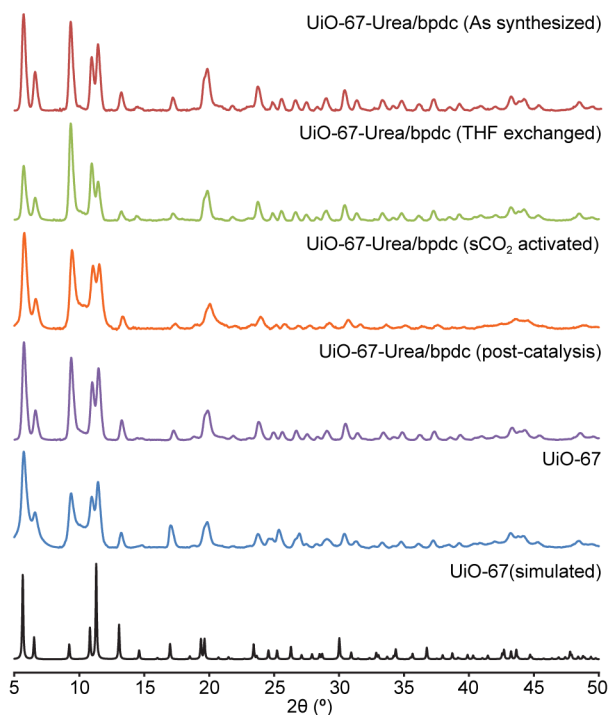 UiO-67-Urea/bpdc (As synthesized)
UiO-67-Urea/bpdc (THF exchanged)
UiO-67-Urea/bpdc (sCO₂ activated)
UiO-67-Urea/bpdc (post-catalysis)
UiO-67
UiO-67(simulated)
5 10 15 20 25 30 35 40 45 50
2θ (º)